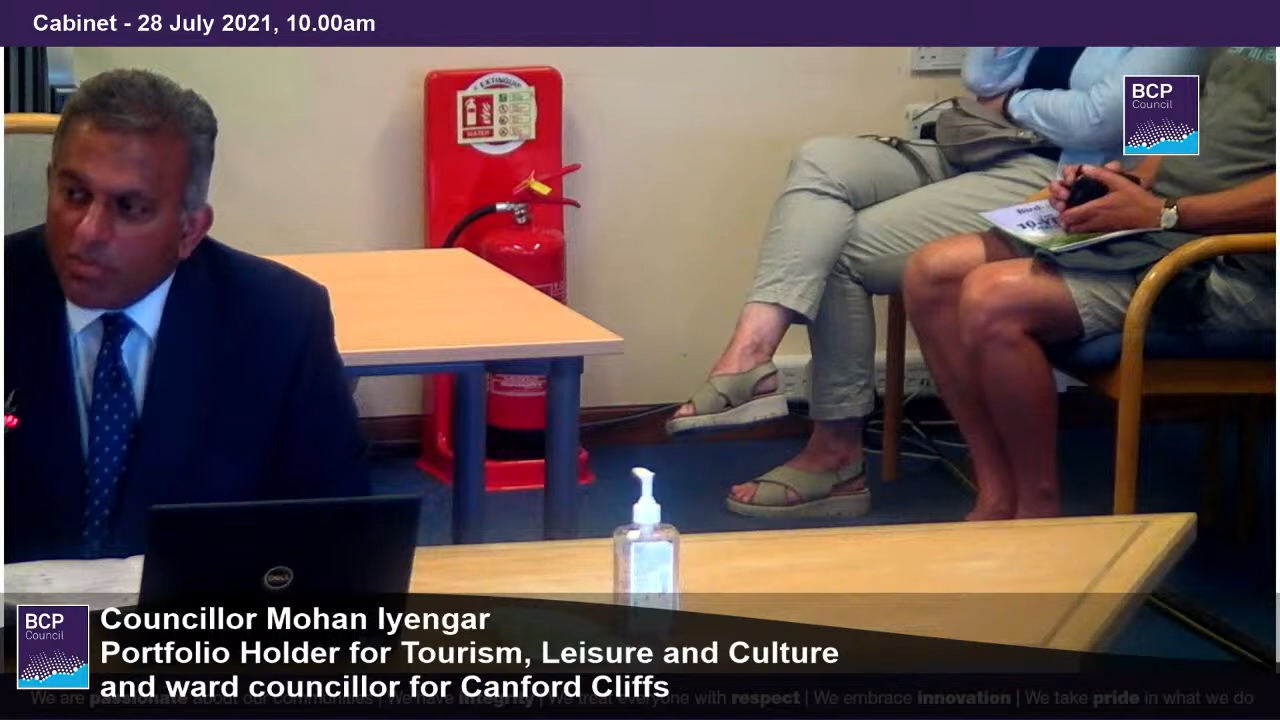 Cabinet - 28 July 2021, 10.00am
EXTINGUI
WATER
BCP
Council
DELL
BCP
Council
Councillor Mohan Iyengar
Portfolio Holder for Tourism, Leisure and Culture
and ward councillor for Canford Cliffs
We are passionate about our communities | We have integrity | We treat everyone with respect | We embrace innovation | We take pride in what we do